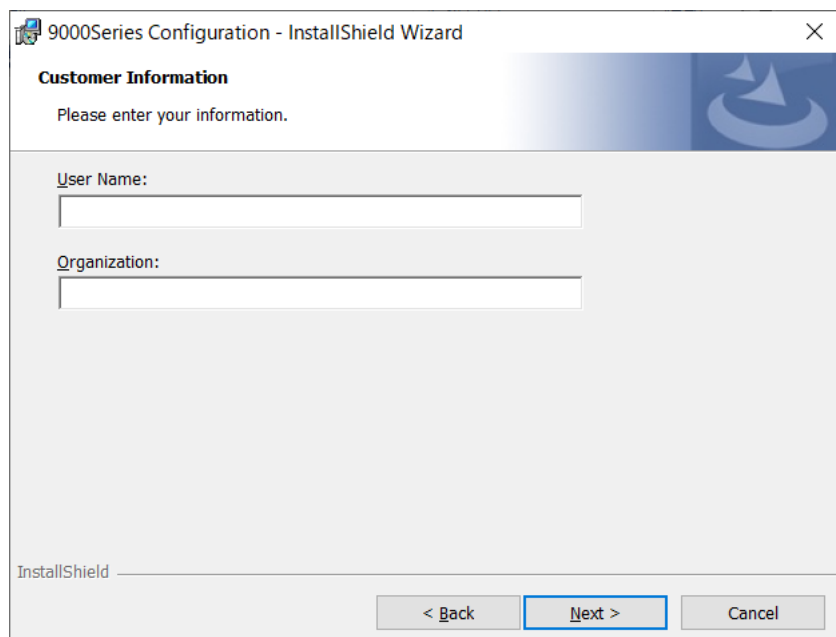 9000Series Configuration - InstallShield Wizard
Customer Information
Please enter your information.
User Name:
Organization:
InstallShield
< Back
Next >
Cancel